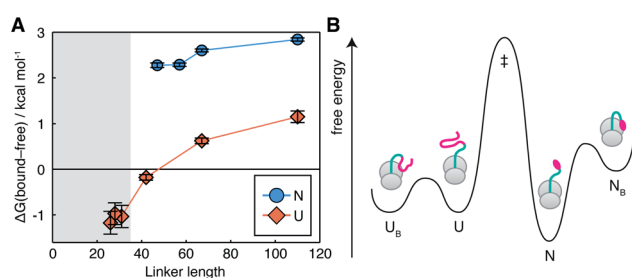 A
ΔG(bound–free) / kcal mol⁻¹
3
2
1
0
-1
0 20 40 60 80 100 120
Linker length
N
U
B
free energy
‡
U_B
U
N
N_B